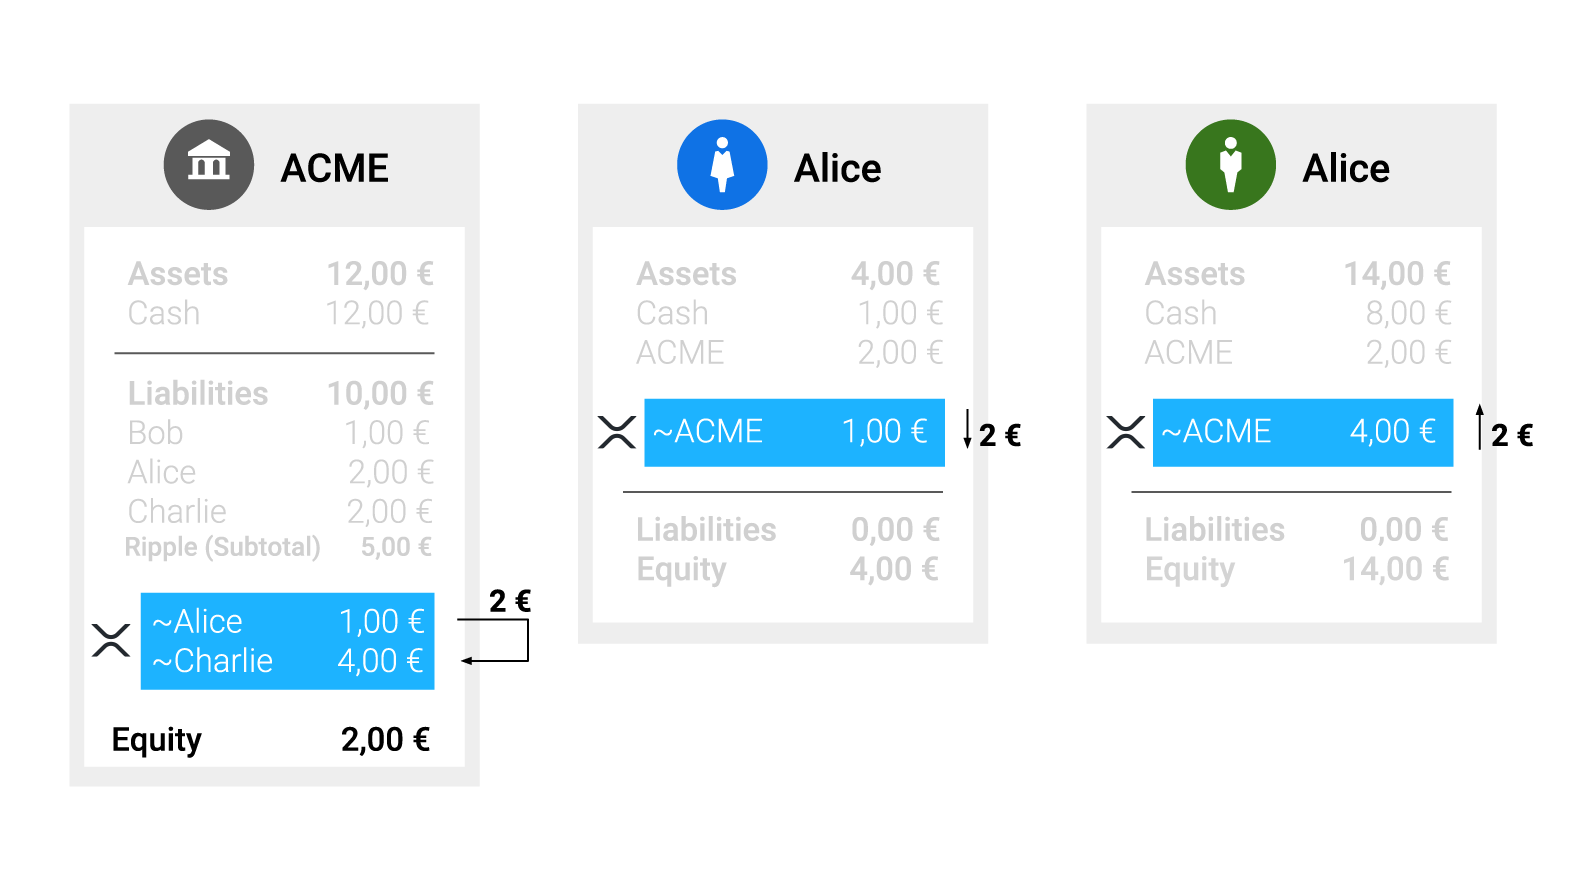 ACME
Assets 12,00 €
Cash 12,00 €
Liabilities 10,00 €
Bob 1,00 €
Alice 2,00 €
Charlie 2,00 €
Ripple (Subtotal) 5,00 €
~Alice 1,00 €
~Charlie 4,00 €
2 €
Equity 2,00 €
Alice
Assets 4,00 €
Cash 1,00 €
ACME 2,00 €
~ACME 1,00 €
2 €
Liabilities 0,00 €
Equity 4,00 €
Alice
Assets 14,00 €
Cash 8,00 €
ACME 2,00 €
~ACME 4,00 €
2 €
Liabilities 0,00 €
Equity 14,00 €